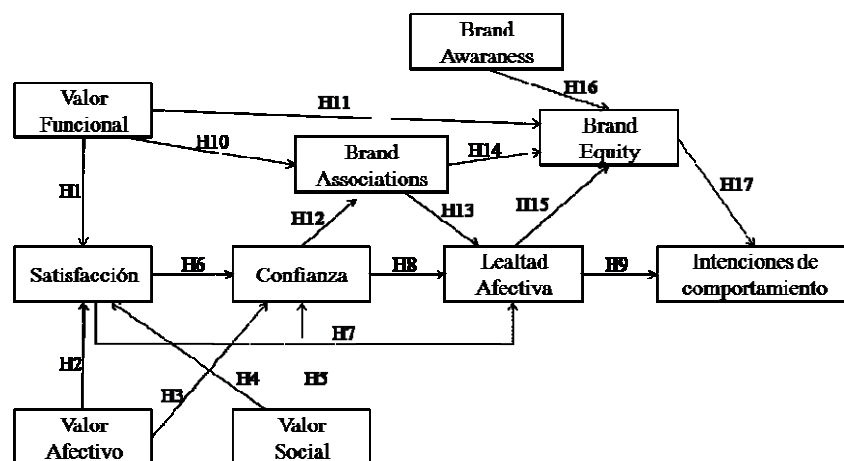 Brand
Awaraness
H16
Valor
Funcional
H11
Brand
Equity
H10
Brand
Associations
H14
H1
H12
H13
H15
H17
Satisfacción
H6
Confianza
H8
Lealtad
Afectiva
H9
Intenciones de
comportamiento
H7
H2
H3
H4
H5
Valor
Afectivo
Valor
Social